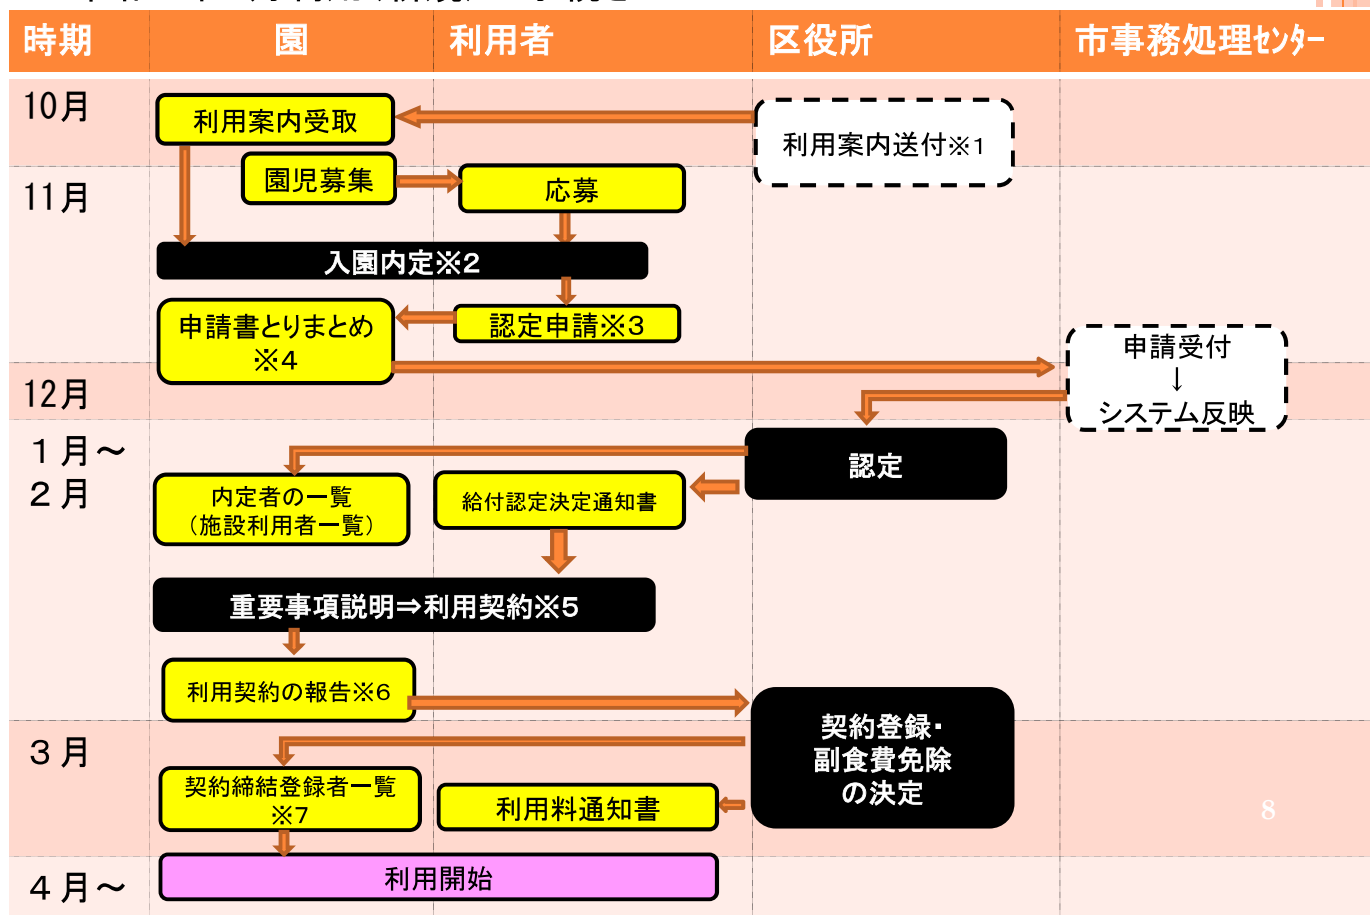 時期 園 利用者 区役所 市事務処理センター
10月
利用案内受取
利用案内送付※1
園児募集
応募
11月
入園内定※2
申請書とりまとめ
※4
認定申請※3
申請受付
↓
システム反映
12月
1月～
2月
認定
内定者の一覧
（施設利用者一覧）
給付認定決定通知書
重要事項説明⇒利用契約※5
利用契約の報告※6
契約登録・
副食費免除
の決定
3月
契約締結登録者一覧
※7
利用料通知書
8
利用開始
4月～